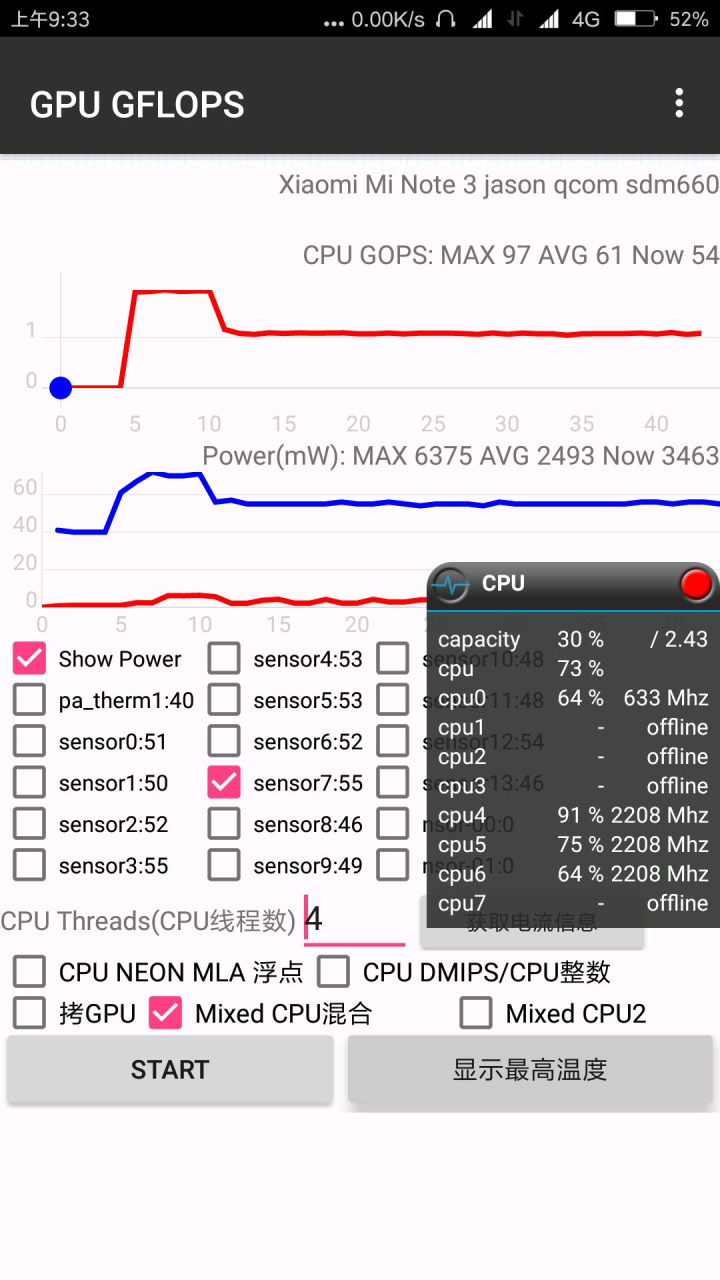 上午9:33 ... 0.00K/s 4G 52%
GPU GFLOPS
Xiaomi Mi Note 3 jason qcom sdm660
CPU GOPS: MAX 97 AVG 61 Now 54
1
0
0 5 10 15 20 25 30 35 40
Power(mW): MAX 6375 AVG 2493 Now 3463
60
40
20
0
0 5 10 15 20 25
CPU
capacity 30 % / 2.43
cpu 73 %
cpu0 64 % 633 Mhz
cpu1 - offline
cpu2 - offline
cpu3 - offline
cpu4 91 % 2208 Mhz
cpu5 75 % 2208 Mhz
cpu6 64 % 2208 Mhz
cpu7 - offline
Show Power sensor4:53 sensor10:48
pa_therm1:40 sensor5:53 sensor11:48
sensor0:51 sensor6:52 sensor12:54
sensor1:50 sensor7:55 sensor13:46
sensor2:52 sensor8:46 nsor-00:0
sensor3:55 sensor9:49 nsor-01:0
CPU Threads(CPU线程数) 4 获取电流信息
CPU NEON MLA 浮点 CPU DMIPS/CPU整数
拷GPU Mixed CPU混合 Mixed CPU2
START 显示最高温度